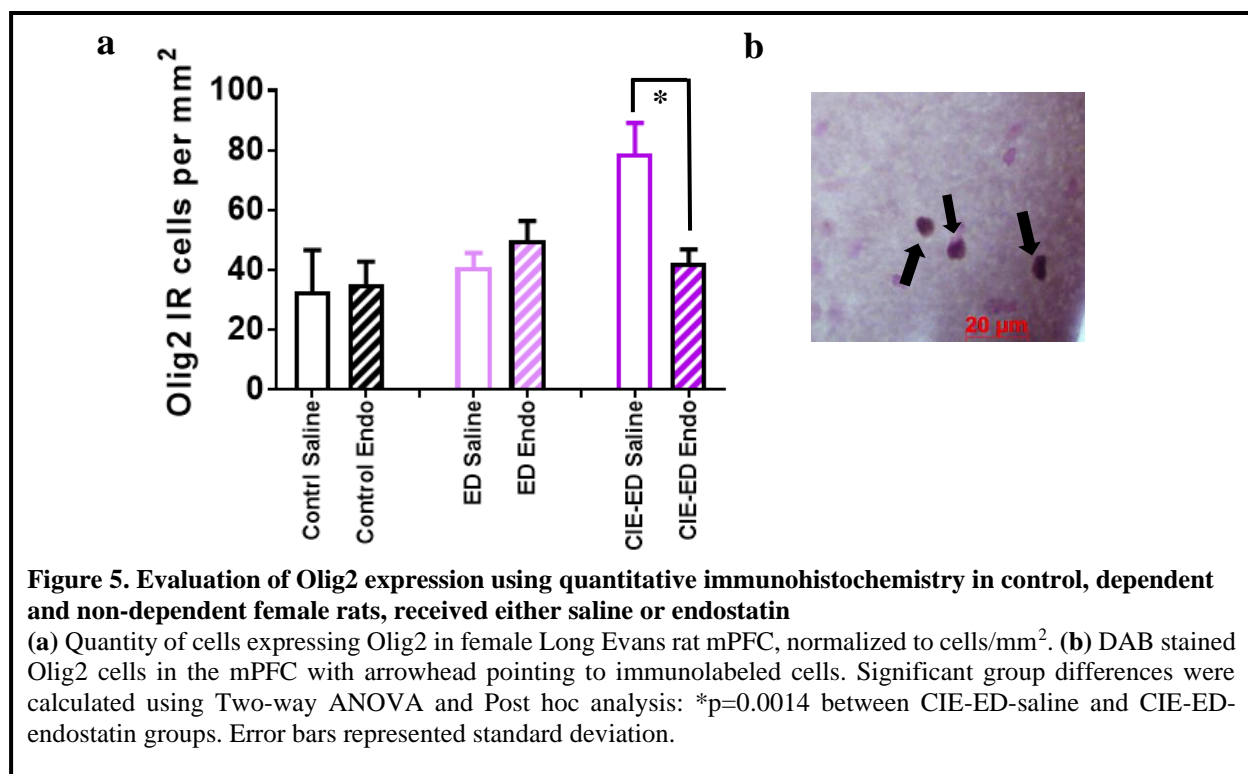 a
b
Olig2 IR cells per mm²
100
80
60
40
20
0
*
Contrl Saline
Control Endo
ED Saline
ED Endo
CIE-ED Saline
CIE-ED Endo
20 µm
Figure 5. Evaluation of Olig2 expression using quantitative immunohistochemistry in control, dependent
and non-dependent female rats, received either saline or endostatin
(a) Quantity of cells expressing Olig2 in female Long Evans rat mPFC, normalized to cells/mm². (b) DAB stained
Olig2 cells in the mPFC with arrowhead pointing to immunolabeled cells. Significant group differences were
calculated using Two-way ANOVA and Post hoc analysis: *p=0.0014 between CIE-ED-saline and CIE-ED-
endostatin groups. Error bars represented standard deviation.